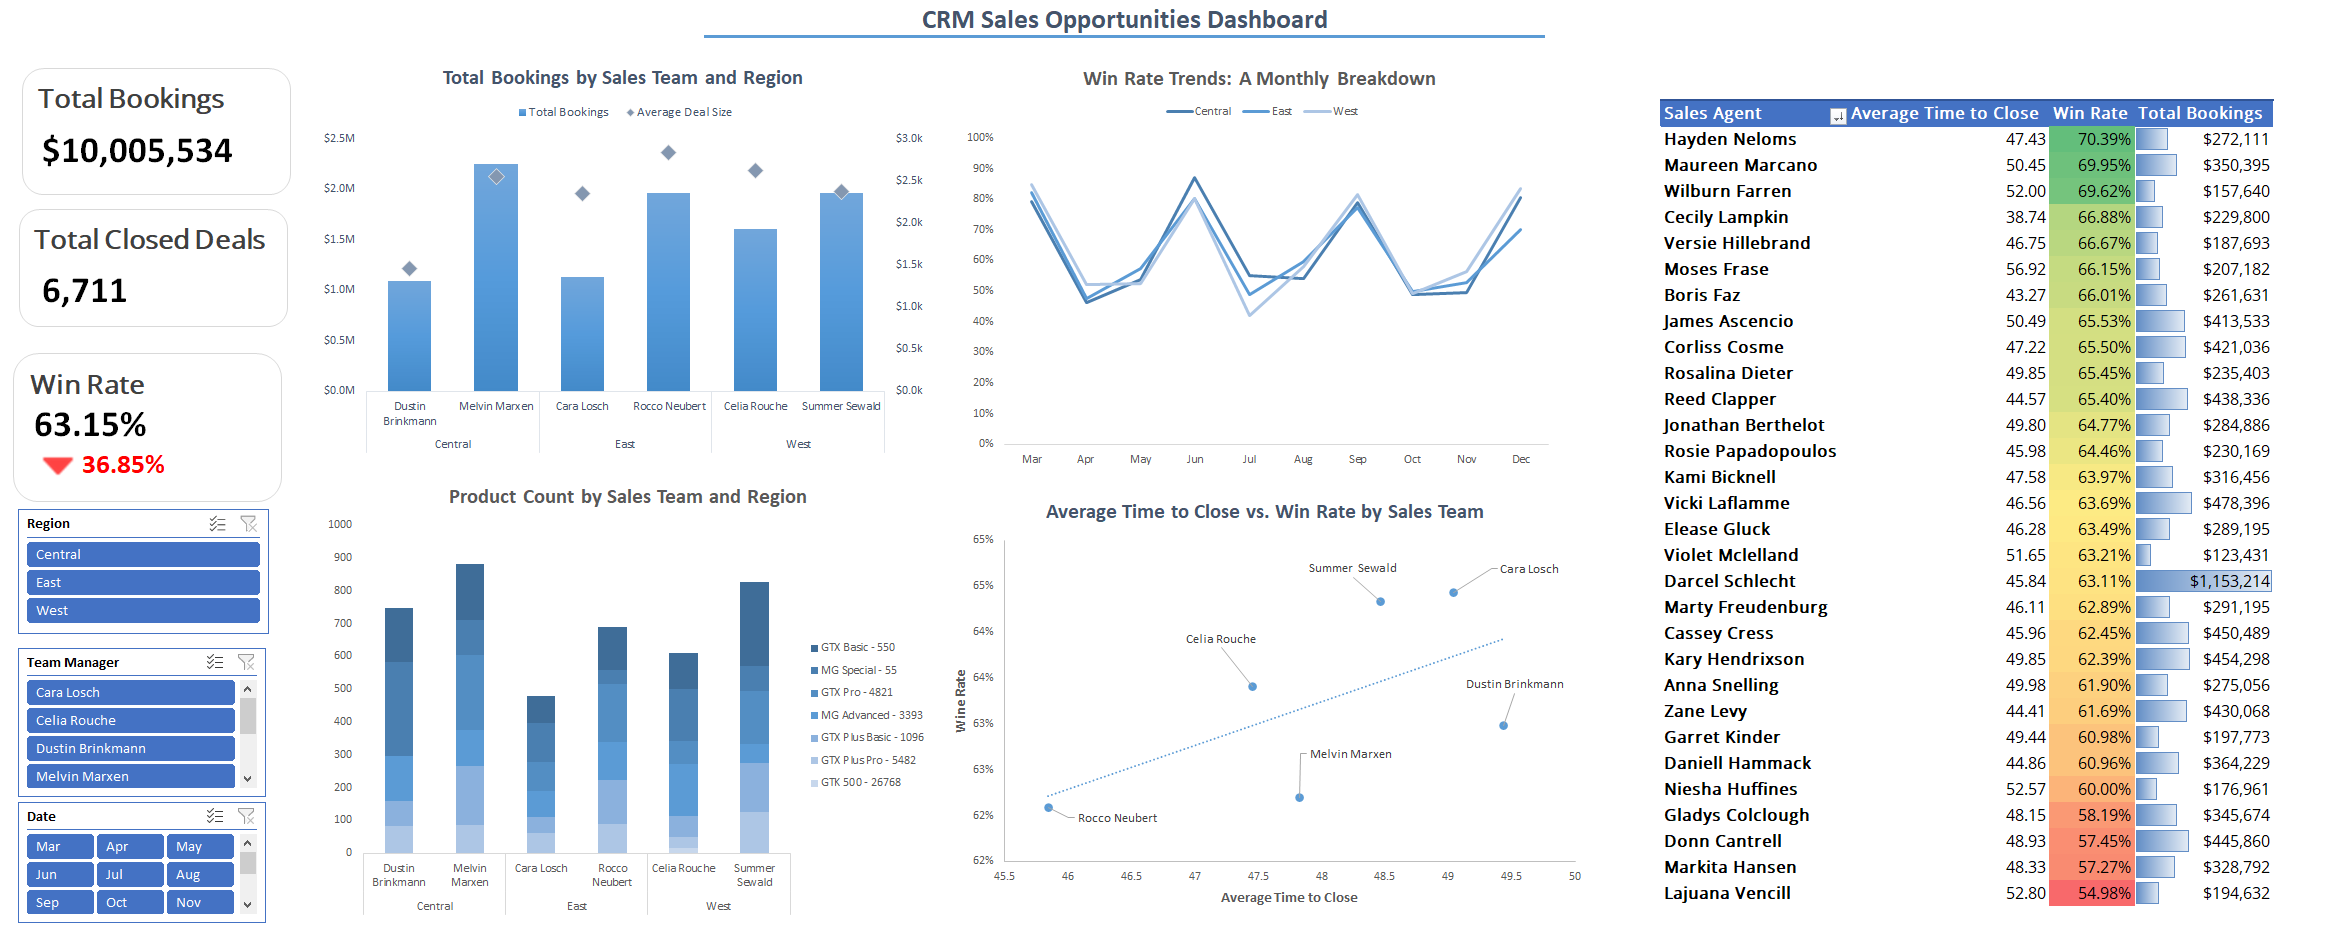 CRM Sales Opportunities Dashboard
Total Bookings
$10,005,534
Total Closed Deals
6,711
Win Rate
63.15%
36.85%
Region
Central
East
West
Team Manager
Cara Losch
Celia Rouche
Dustin Brinkmann
Melvin Marxen
Date
Mar Apr May
Jun Jul Aug
Sep Oct Nov
Total Bookings by Sales Team and Region
Total Bookings Average Deal Size
$2.5M
$2.0M
$1.5M
$1.0M
$0.5M
$0.0M
$3.0k
$2.5k
$2.0k
$1.5k
$1.0k
$0.5k
$0.0k
Dustin Brinkmann Melvin Marxen Cara Losch Rocco Neubert Celia Rouche Summer Sewald
Central East West
Win Rate Trends: A Monthly Breakdown
Central East West
100%
90%
80%
70%
60%
50%
40%
30%
20%
10%
0%
Mar Apr May Jun Jul Aug Sep Oct Nov Dec
Product Count by Sales Team and Region
1000
900
800
700
600
500
400
300
200
100
0
Dustin Brinkmann Melvin Marxen Cara Losch Rocco Neubert Celia Rouche Summer Sewald
Central East West
GTX Basic - 550
MG Special - 55
GTX Pro - 4821
MG Advanced - 3393
GTX Plus Basic - 1096
GTX Plus Pro - 5482
GTK 500 - 26768
Average Time to Close vs. Win Rate by Sales Team
Wine Rate
65%
65%
64%
64%
63%
63%
62%
62%
Summer Sewald
Cara Losch
Celia Rouche
Dustin Brinkmann
Melvin Marxen
Rocco Neubert
45.5 46 46.5 47 47.5 48 48.5 49 49.5 50
Average Time to Close
Sales Agent Average Time to Close Win Rate Total Bookings
Hayden Neloms 47.43 70.39% $272,111
Maureen Marcano 50.45 69.95% $350,395
Wilburn Farren 52.00 69.62% $157,640
Cecily Lampkin 38.74 66.88% $229,800
Versie Hillebrand 46.75 66.67% $187,693
Moses Frase 56.92 66.15% $207,182
Boris Faz 43.27 66.01% $261,631
James Ascencio 50.49 65.53% $413,533
Corliss Cosme 47.22 65.50% $421,036
Rosalina Dieter 49.85 65.45% $235,403
Reed Clapper 44.57 65.40% $438,336
Jonathan Berthelot 49.80 64.77% $284,886
Rosie Papadopoulos 45.98 64.46% $230,169
Kami Bicknell 47.58 63.97% $316,456
Vicki Laflamme 46.56 63.69% $478,396
Elease Gluck 46.28 63.49% $289,195
Violet Mclelland 51.65 63.21% $123,431
Darcel Schlecht 45.84 63.11% $1,153,214
Marty Freudenburg 46.11 62.89% $291,195
Cassey Cress 45.96 62.45% $450,489
Kary Hendrixson 49.85 62.39% $454,298
Anna Snelling 49.98 61.90% $275,056
Zane Levy 44.41 61.69% $430,068
Garret Kinder 49.44 60.98% $197,773
Daniell Hammack 44.86 60.96% $364,229
Niesha Huffines 52.57 60.00% $176,961
Gladys Colclough 48.15 58.19% $345,674
Donn Cantrell 48.93 57.45% $445,860
Markita Hansen 48.33 57.27% $328,792
Lajuana Vencill 52.80 54.98% $194,632